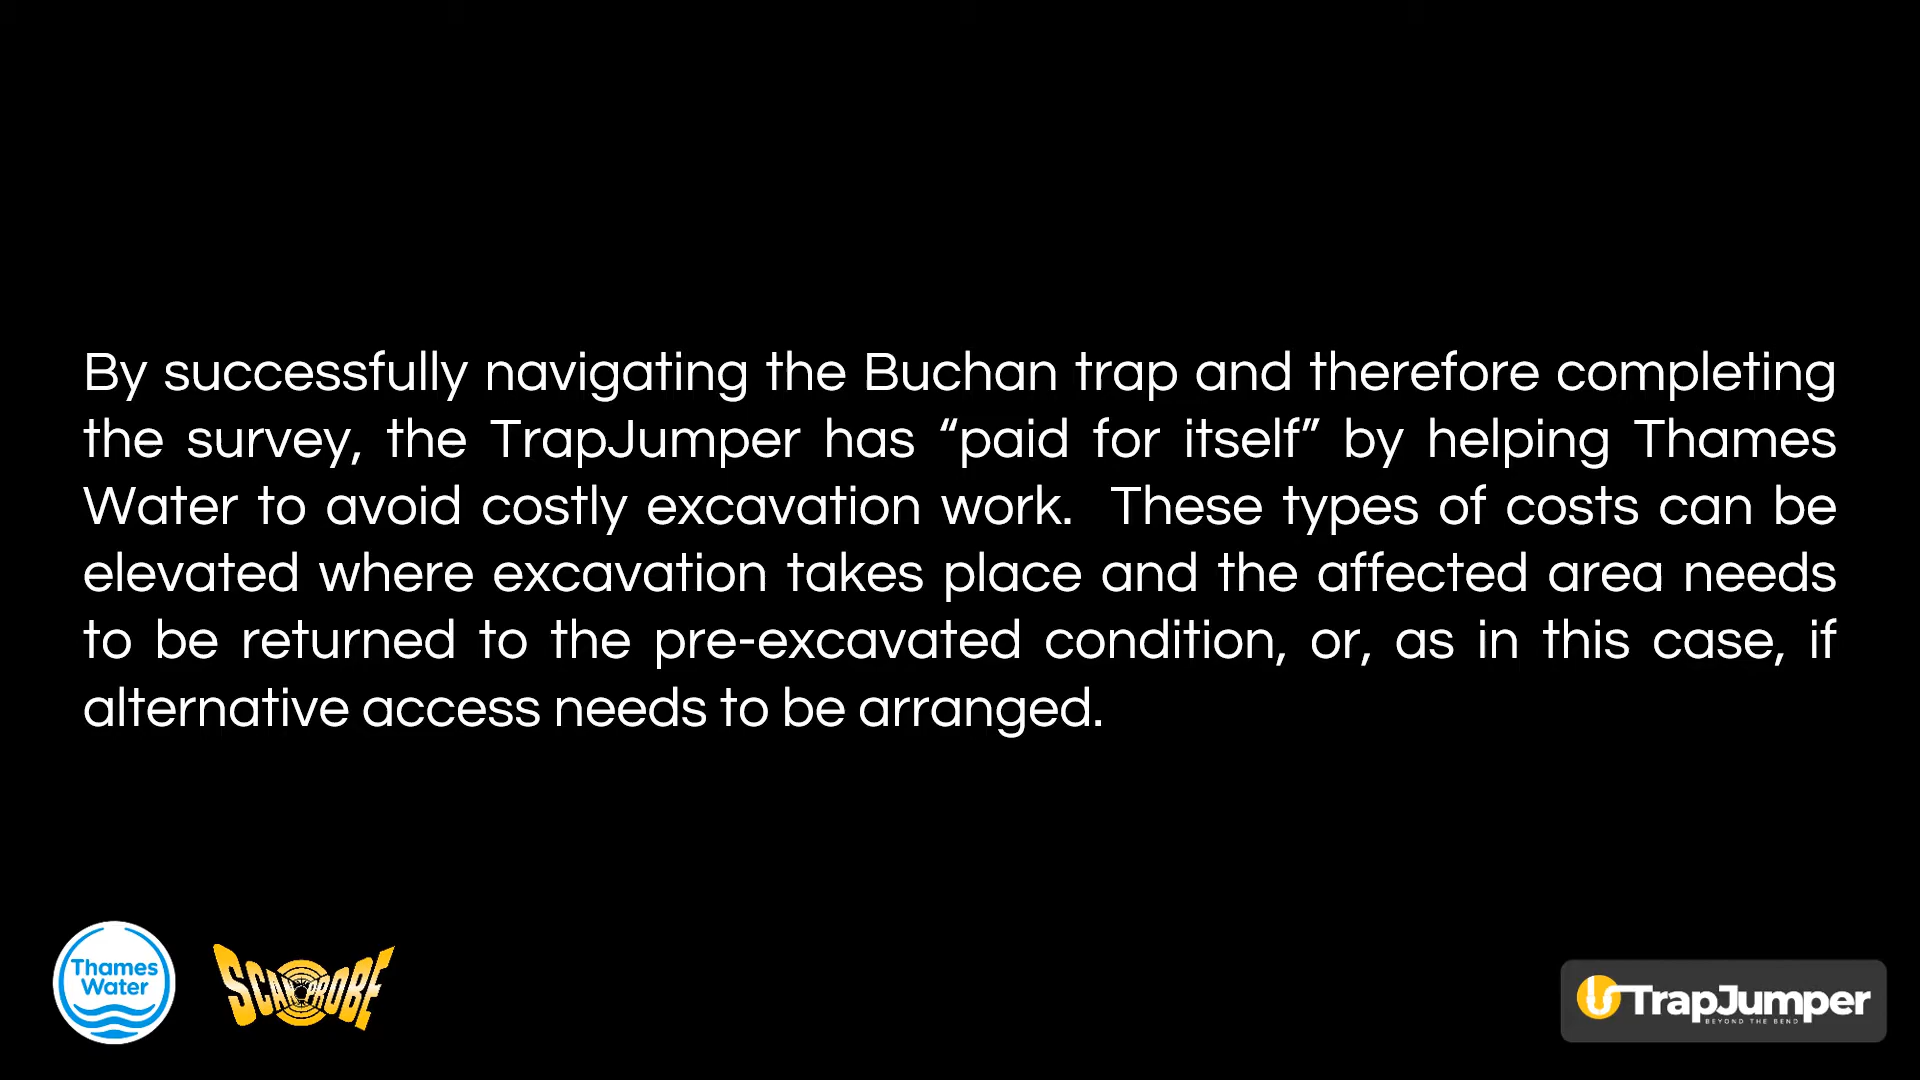 By successfully navigating the Buchan trap and therefore completing
the survey, the TrapJumper has “paid for itself” by helping Thames
Water to avoid costly excavation work.  These types of costs can be
elevated where excavation takes place and the affected area needs
to be returned to the pre-excavated condition, or, as in this case, if
alternative access needs to be arranged.
Thames
Water
SCANPROBE
TrapJumper
BEYOND THE BEND